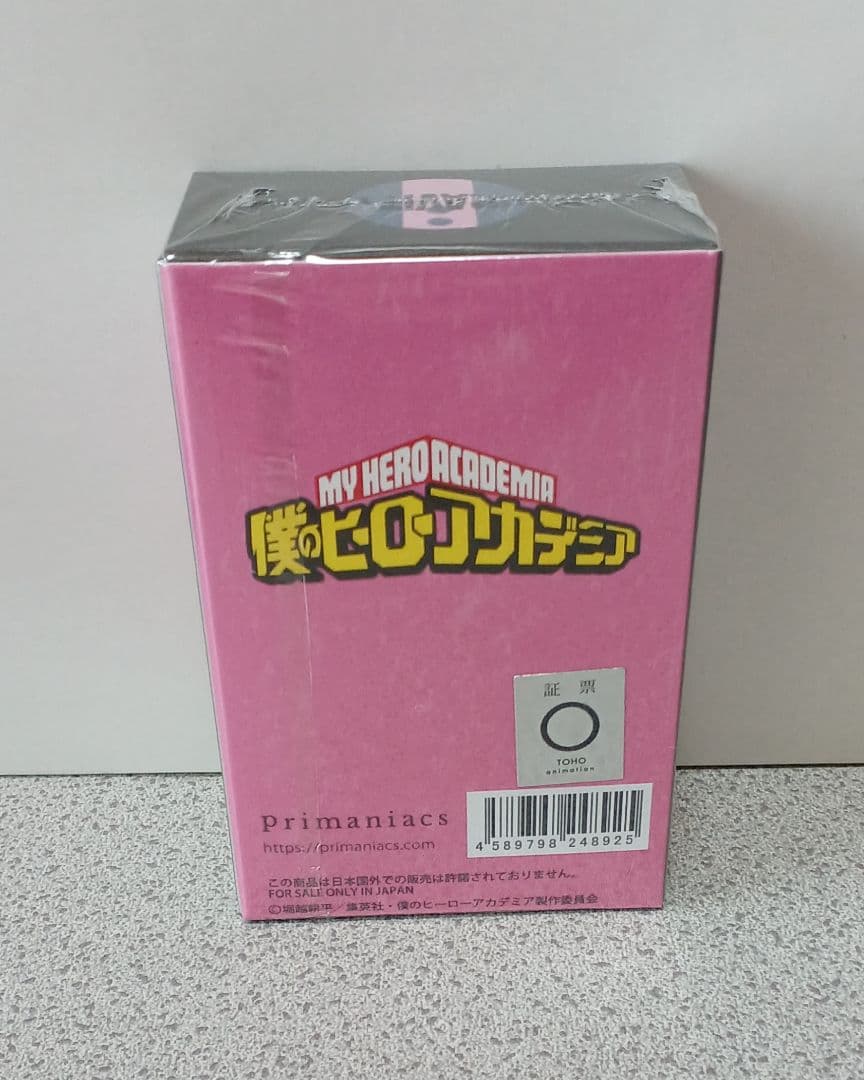 MY HERO ACADEMIA
僕のヒーローアカデミア
証 票
TOHO
animation
primaniacs
https://primaniacs.com
4 589798 248925
この商品は日本国外での販売は許諾されておりません。
FOR SALE ONLY IN JAPAN
©堀越耕平/集英社・僕のヒーローアカデミア製作委員会